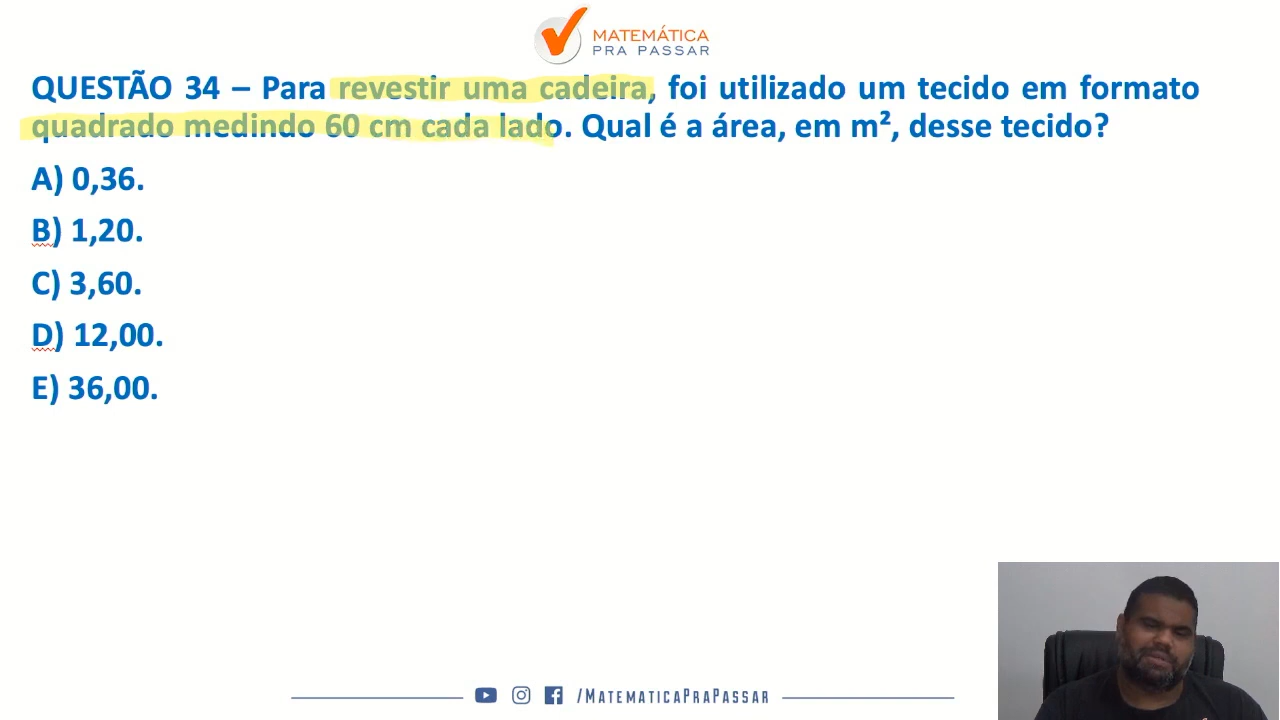 MATEMÁTICA
PRA PASSAR
QUESTÃO 34 – Para revestir uma cadeira, foi utilizado um tecido em formato
quadrado medindo 60 cm cada lado. Qual é a área, em m², desse tecido?
A) 0,36.
B) 1,20.
C) 3,60.
D) 12,00.
E) 36,00.
/MATEMATICAPRAPASSAR